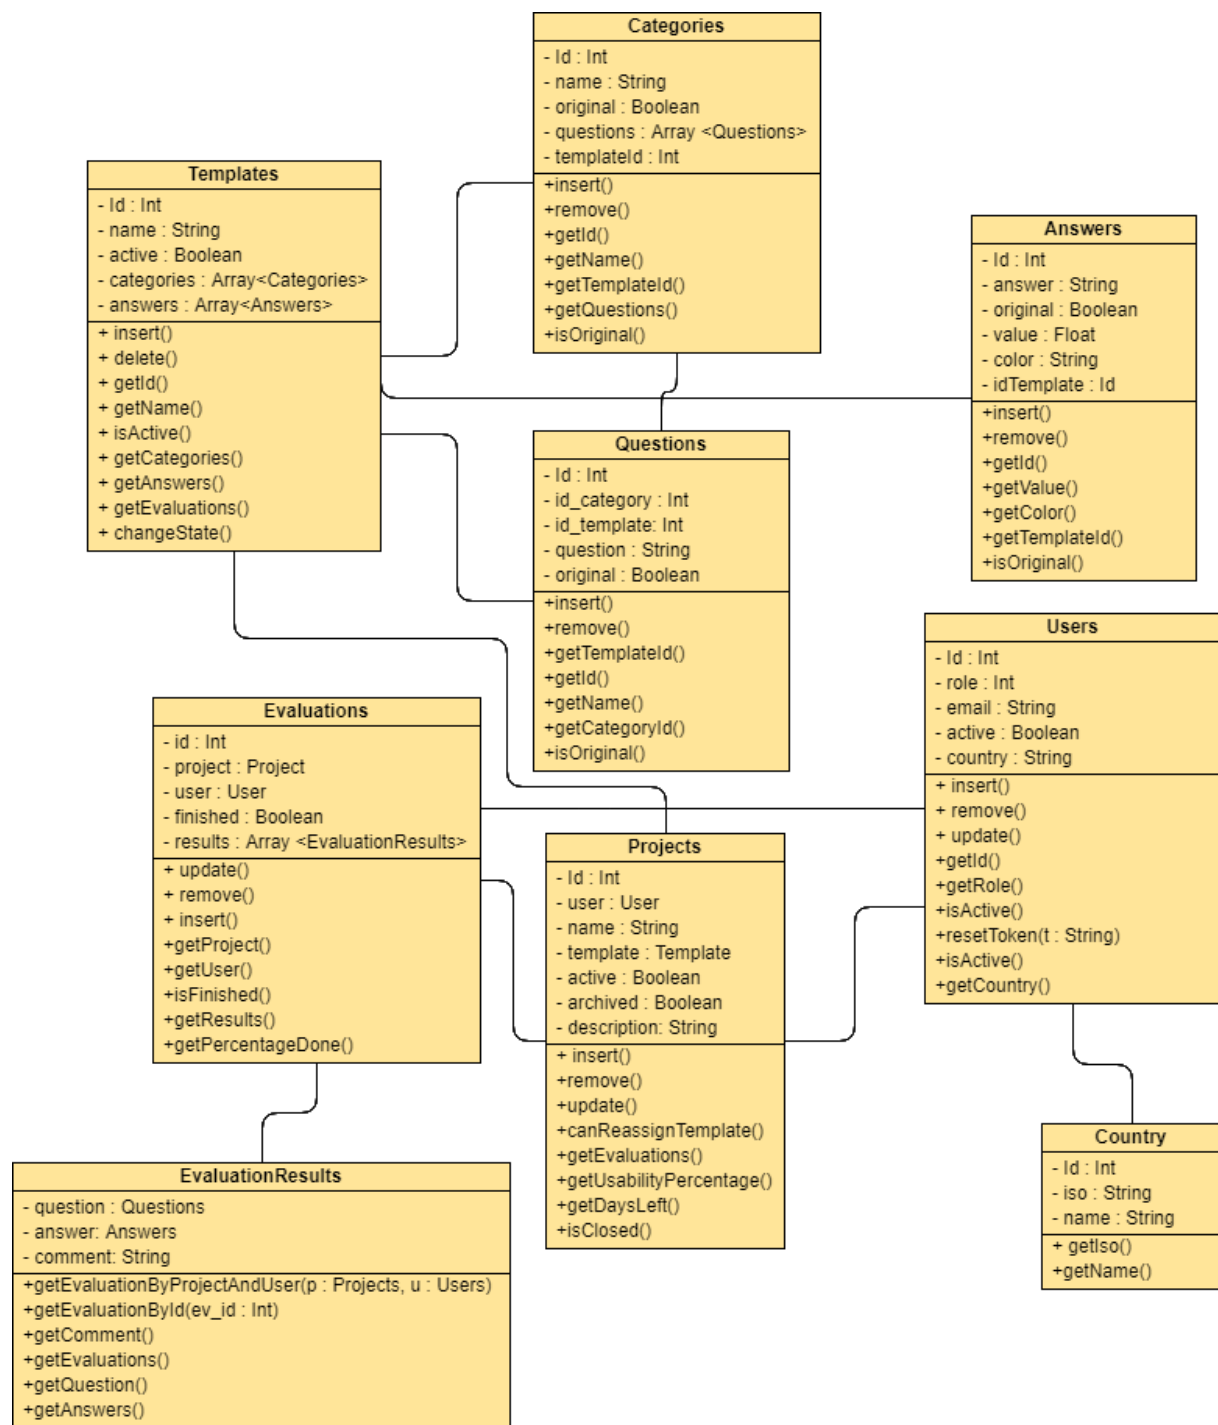 Categories
- Id : Int
- name : String
- original : Boolean
- questions : Array <Questions>
- templateId : Int
+insert()
+remove()
+getId()
+getName()
+getTemplateId()
+getQuestions()
+isOriginal()
Templates
- Id : Int
- name : String
- active : Boolean
- categories : Array<Categories>
- answers : Array<Answers>
+ insert()
+ delete()
+ getId()
+ getName()
+ isActive()
+ getCategories()
+ getAnswers()
+ getEvaluations()
+ changeState()
Answers
- Id : Int
- answer : String
- original : Boolean
- value : Float
- color : String
- idTemplate : Id
+insert()
+remove()
+getId()
+getValue()
+getColor()
+getTemplateId()
+isOriginal()
Questions
- Id : Int
- id_category : Int
- id_template: Int
- question : String
- original : Boolean
+insert()
+remove()
+getTemplateId()
+getId()
+getName()
+getCategoryId()
+isOriginal()
Users
- Id : Int
- role : Int
- email : String
- active : Boolean
- country : String
+ insert()
+ remove()
+ update()
+getId()
+getRole()
+isActive()
+resetToken(t : String)
+isActive()
+getCountry()
Evaluations
- id : Int
- project : Project
- user : User
- finished : Boolean
- results : Array <EvaluationResults>
+ update()
+ remove()
+ insert()
+getProject()
+getUser()
+isFinished()
+getResults()
+getPercentageDone()
Projects
- Id : Int
- user : User
- name : String
- template : Template
- active : Boolean
- archived : Boolean
- description: String
+ insert()
+remove()
+update()
+canReassignTemplate()
+getEvaluations()
+getUsabilityPercentage()
+getDaysLeft()
+isClosed()
Country
- Id : Int
- iso : String
- name : String
+ getIso()
+getName()
EvaluationResults
- question : Questions
- answer: Answers
- comment: String
+getEvaluationByProjectAndUser(p : Projects, u : Users)
+getEvaluationById(ev_id : Int)
+getComment()
+getEvaluations()
+getQuestion()
+getAnswers()